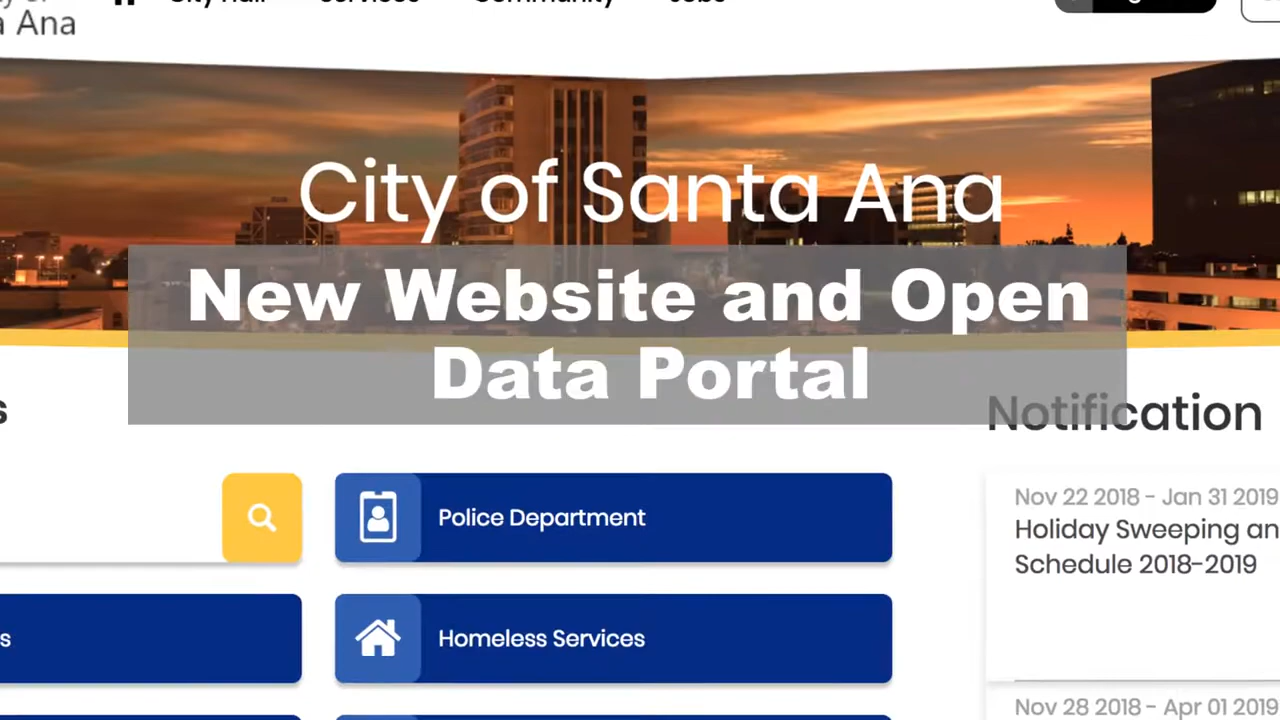 Ana
City of Santa Ana
New Website and Open
Data Portal
Notification
Police Department
Nov 22 2018 - Jan 31 2019
Holiday Sweeping
Schedule 2018-2019
Homeless Services
Nov 28 2018 - Apr 01 2019